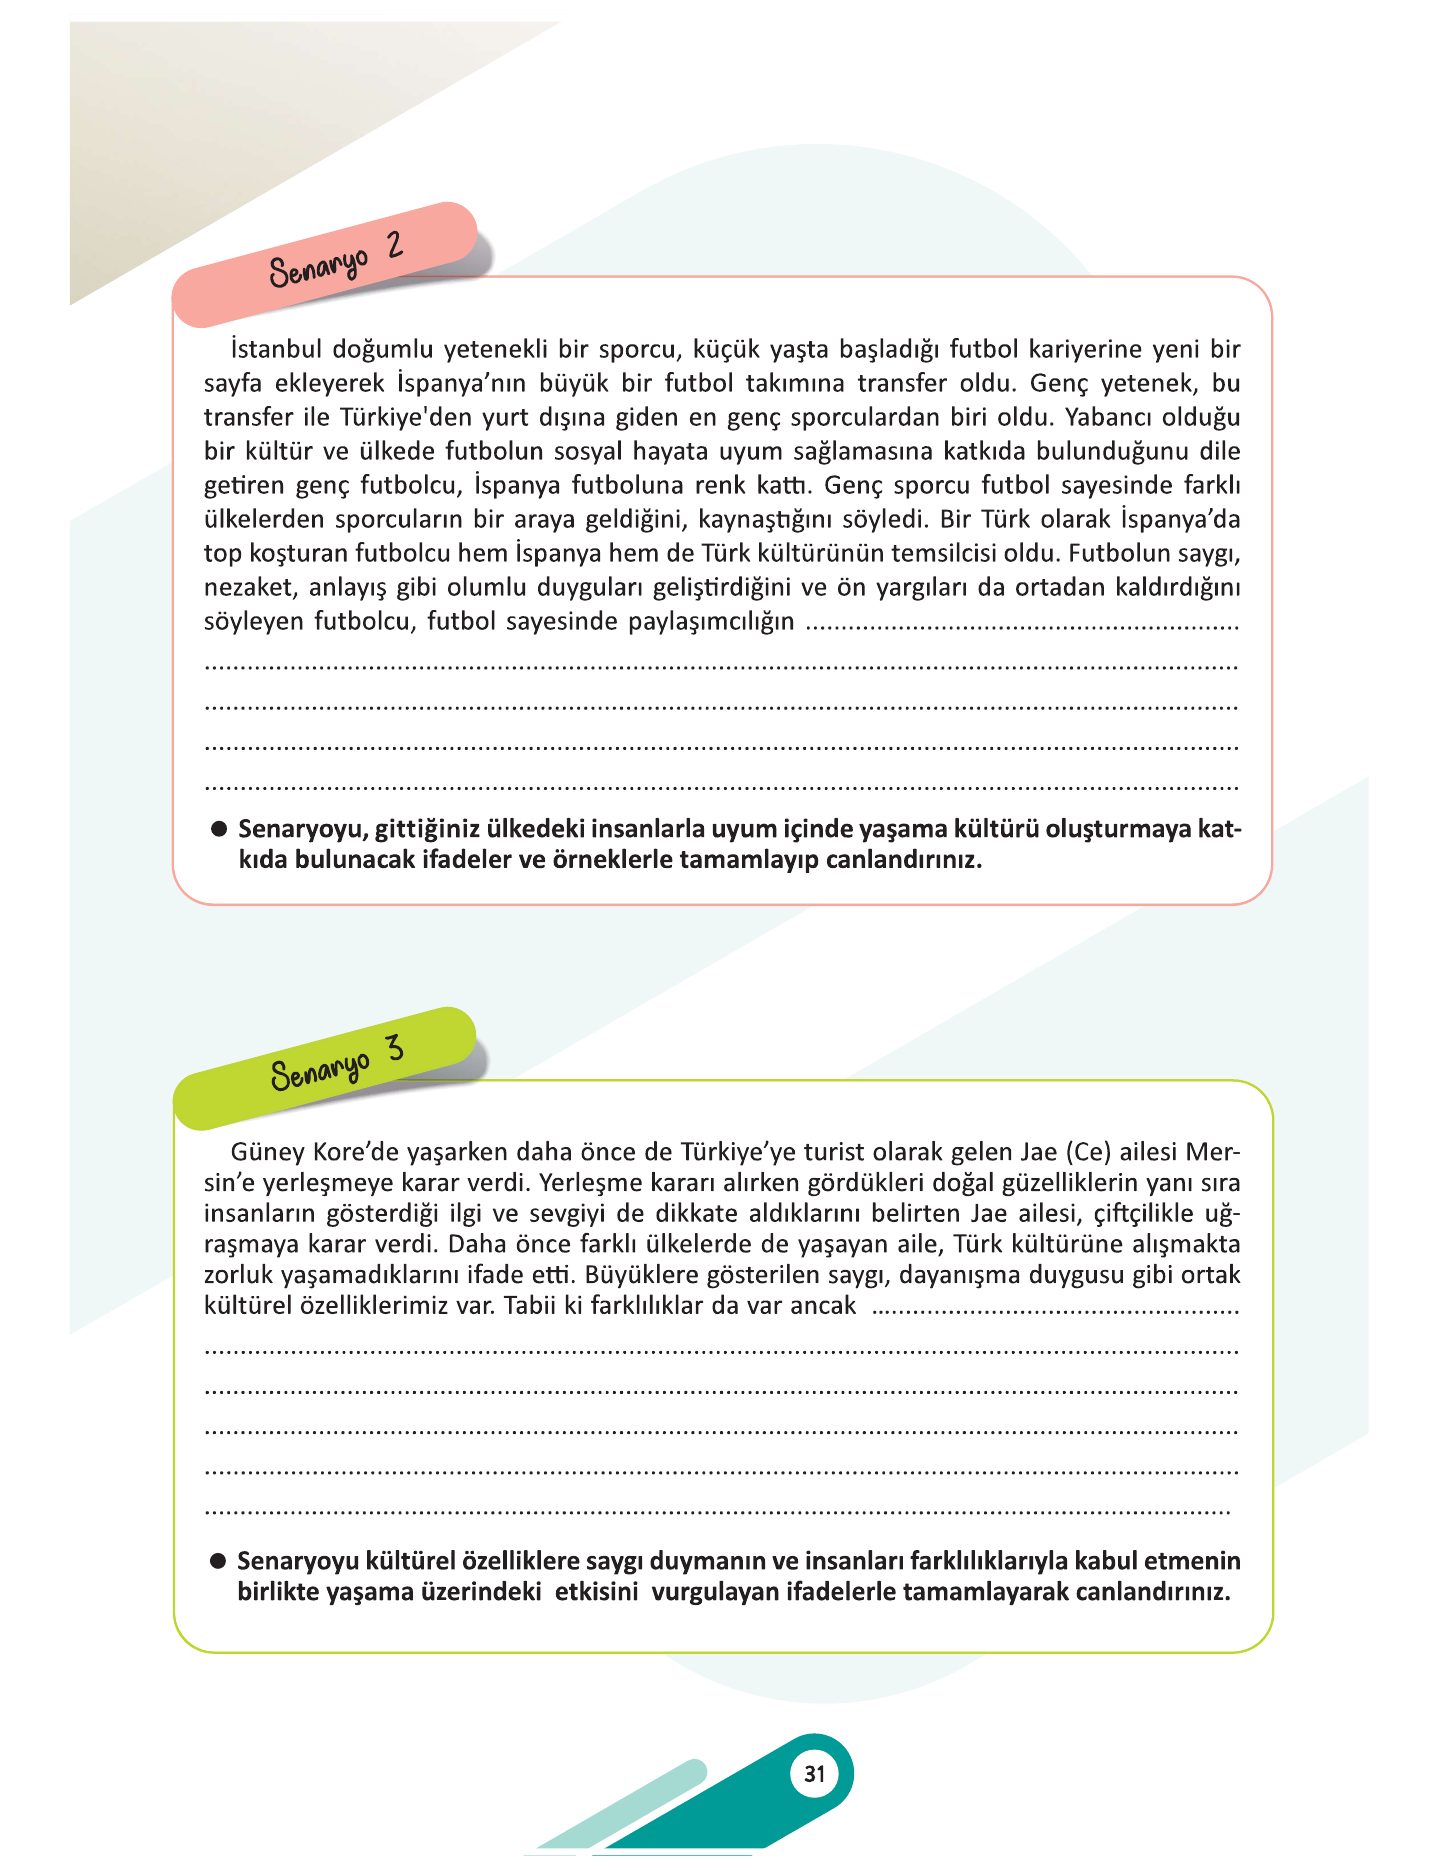 Senaryo 2
İstanbul doğumlu yetenekli bir sporcu, küçük yaşta başladığı futbol kariyerine yeni bir
sayfa ekleyerek İspanya’nın büyük bir futbol takımına transfer oldu. Genç yetenek, bu
transfer ile Türkiye'den yurt dışına giden en genç sporculardan biri oldu. Yabancı olduğu
bir kültür ve ülkede futbolun sosyal hayata uyum sağlamasına katkıda bulunduğunu dile
getiren genç futbolcu, İspanya futboluna renk kattı. Genç sporcu futbol sayesinde farklı
ülkelerden sporcuların bir araya geldiğini, kaynaştığını söyledi. Bir Türk olarak İspanya’da
top koşturan futbolcu hem İspanya hem de Türk kültürünün temsilcisi oldu. Futbolun saygı,
nezaket, anlayış gibi olumlu duyguları geliştirdiğini ve ön yargıları da ortadan kaldırdığını
söyleyen futbolcu, futbol sayesinde paylaşımcılığın ............................................................
................................................................................................................................................
................................................................................................................................................
................................................................................................................................................
................................................................................................................................................
● Senaryoyu, gittiğiniz ülkedeki insanlarla uyum içinde yaşama kültürü oluşturmaya kat-
kıda bulunacak ifadeler ve örneklerle tamamlayıp canlandırınız.
Senaryo 3
Güney Kore’de yaşarken daha önce de Türkiye’ye turist olarak gelen Jae (Ce) ailesi Mer-
sin’e yerleşmeye karar verdi. Yerleşme kararı alırken gördükleri doğal güzelliklerin yanı sıra
insanların gösterdiği ilgi ve sevgiyi de dikkate aldıklarını belirten Jae ailesi, çiftçilikle uğ-
raşmaya karar verdi. Daha önce farklı ülkelerde de yaşayan aile, Türk kültürüne alışmakta
zorluk yaşamadıklarını ifade etti. Büyüklere gösterilen saygı, dayanışma duygusu gibi ortak
kültürel özelliklerimiz var. Tabii ki farklılıklar da var ancak ...................................................
................................................................................................................................................
................................................................................................................................................
................................................................................................................................................
................................................................................................................................................
...............................................................................................................................................
● Senaryoyu kültürel özelliklere saygı duymanın ve insanları farklılıklarıyla kabul etmenin
birlikte yaşama üzerindeki etkisini vurgulayan ifadelerle tamamlayarak canlandırınız.
31